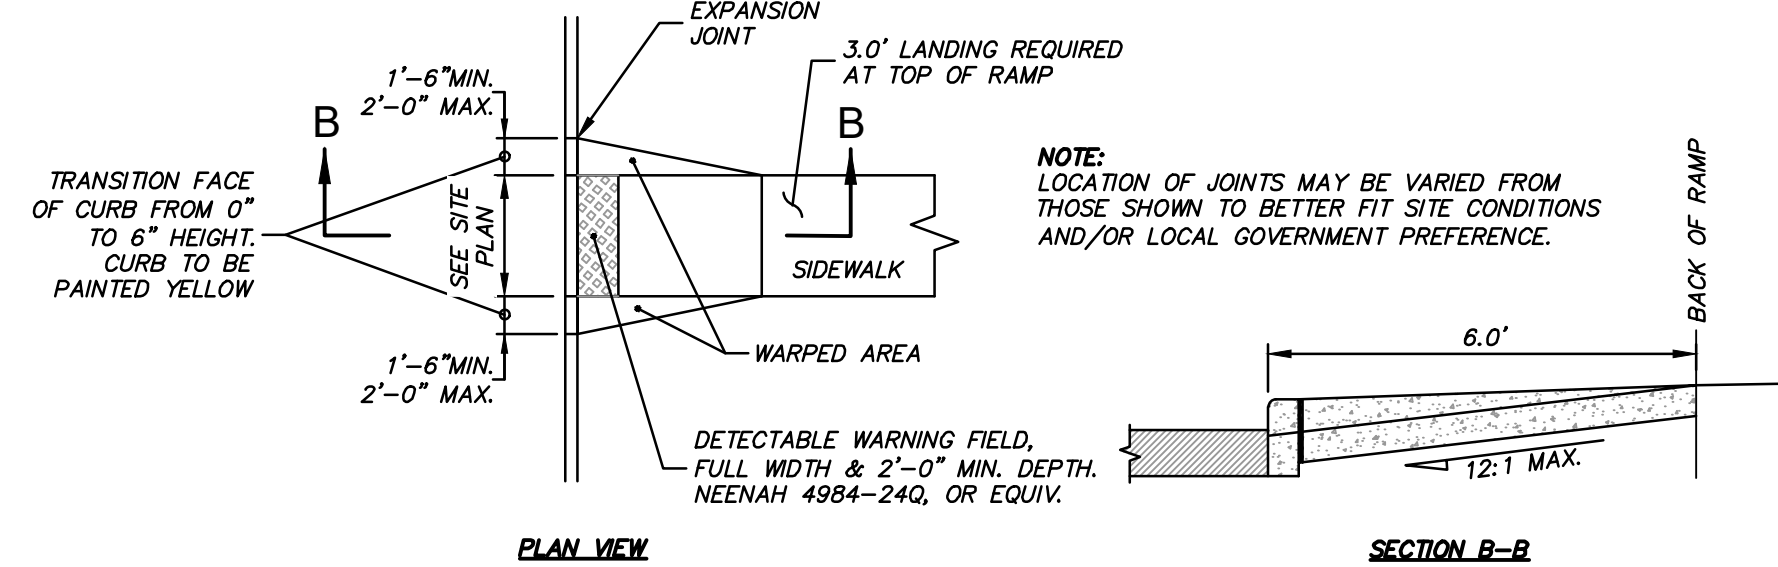 EXPANSION
JOINT
3.0' LANDING REQUIRED
AT TOP OF RAMP
1'-6"MIN.
2'-0" MAX.
B
B
TRANSITION FACE
OF CURB FROM 0"
TO 6" HEIGHT.
CURB TO BE
PAINTED YELLOW
SEE SITE
PLAN
SIDEWALK
WARPED AREA
1'-6"MIN.
2'-0" MAX.
DETECTABLE WARNING FIELD,
FULL WIDTH & 2'-0" MIN. DEPTH.
NEENAH 4984-24Q, OR EQUIV.
PLAN VIEW
NOTE:
LOCATION OF JOINTS MAY BE VARIED FROM
THOSE SHOWN TO BETTER FIT SITE CONDITIONS
AND/OR LOCAL GOVERNMENT PREFERENCE.
BACK OF RAMP
6.0'
12:1 MAX.
SECTION B-B